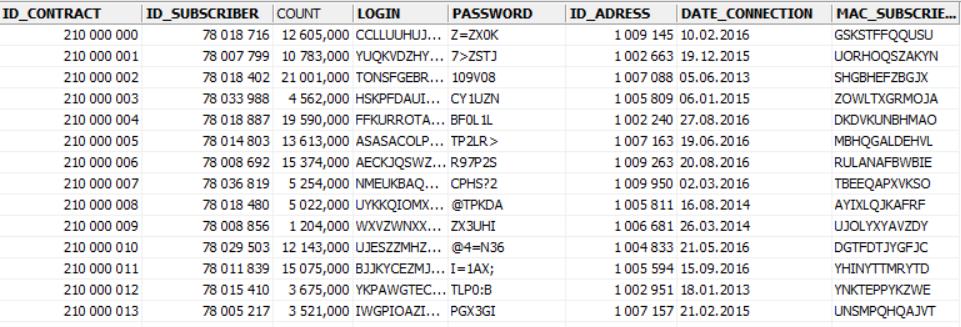 ID_CONTRACT ID_SUBSCRIBER COUNT LOGIN PASSWORD ID_ADRESS DATE_CONNECTION MAC_SUBSCRIE...
210 000 000 78 018 716 12 605,000 CCLLUUHUJ... Z=ZX0K 1 009 145 10.02.2016 GSKSTFFQQUSU
210 000 001 78 007 799 10 783,000 YUQKVDZHY... 7>ZSTJ 1 002 663 19.12.2015 UORHOQSZAKYN
210 000 002 78 018 402 21 001,000 TONSFGEBR... 109V08 1 007 088 05.06.2013 SHGBHEFZBGJX
210 000 003 78 033 988 4 562,000 HSKPFDAUI... CY1UZN 1 005 809 06.01.2015 ZOWLTXGRMOJA
210 000 004 78 018 887 19 590,000 FFKURROTA... BF0L1L 1 002 240 27.08.2016 DKDVKUNBHMAO
210 000 005 78 014 803 13 613,000 ASASACOLP... TP2LR> 1 007 163 19.06.2016 MBHQGALDEHVL
210 000 006 78 008 692 15 374,000 AECKJQSWZ... R97P2S 1 009 263 20.08.2016 RULANAFBWBIE
210 000 007 78 036 819 5 254,000 NMEUKBAQ... CPHS?2 1 009 950 02.03.2016 TBEEQAPXVKSO
210 000 008 78 018 480 5 022,000 UYKKQIOMX... @TPKDA 1 005 811 16.08.2014 AYIXLQJKAFRF
210 000 009 78 008 856 1 204,000 WXVZWNXX... ZX3UHI 1 006 681 26.03.2014 UJOLYXYAVZDY
210 000 010 78 029 503 12 143,000 UJESZZMHZ... @4=N36 1 004 833 21.05.2016 DGTFDTJYGFJC
210 000 011 78 011 839 15 075,000 BJJKYCEZMJ... I=1AX; 1 005 594 15.09.2016 YHINYTTMRYTD
210 000 012 78 015 410 3 675,000 YKPAWGTEC... TLP0:B 1 002 951 18.01.2013 YNKTEPPYKZWE
210 000 013 78 005 217 3 521,000 IWGPIOAZI... PGX3GI 1 007 157 21.02.2015 UNSMPQHQAJVT